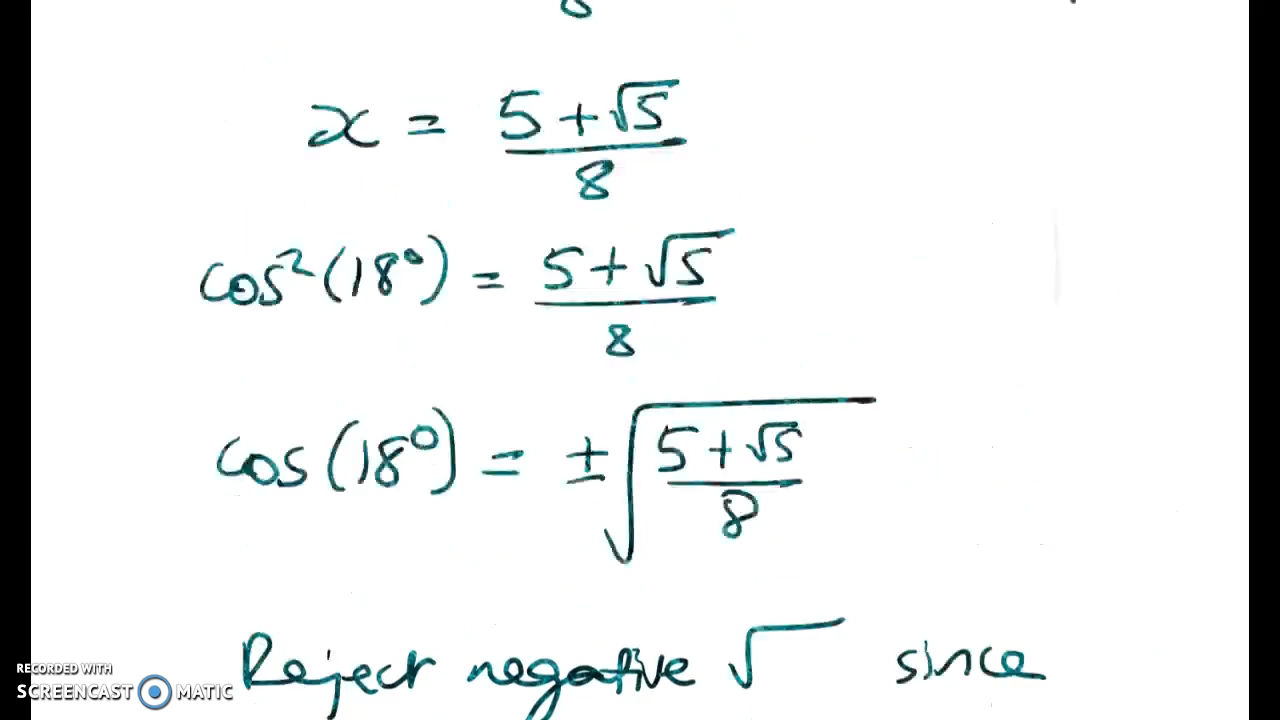 x = 5 + √5 / 8
cos²(18°) = 5 + √5 / 8
cos(18°) = ± √(5 + √5 / 8)
Reject negative √ since
RECORDED WITH
SCREENCAST MATIC